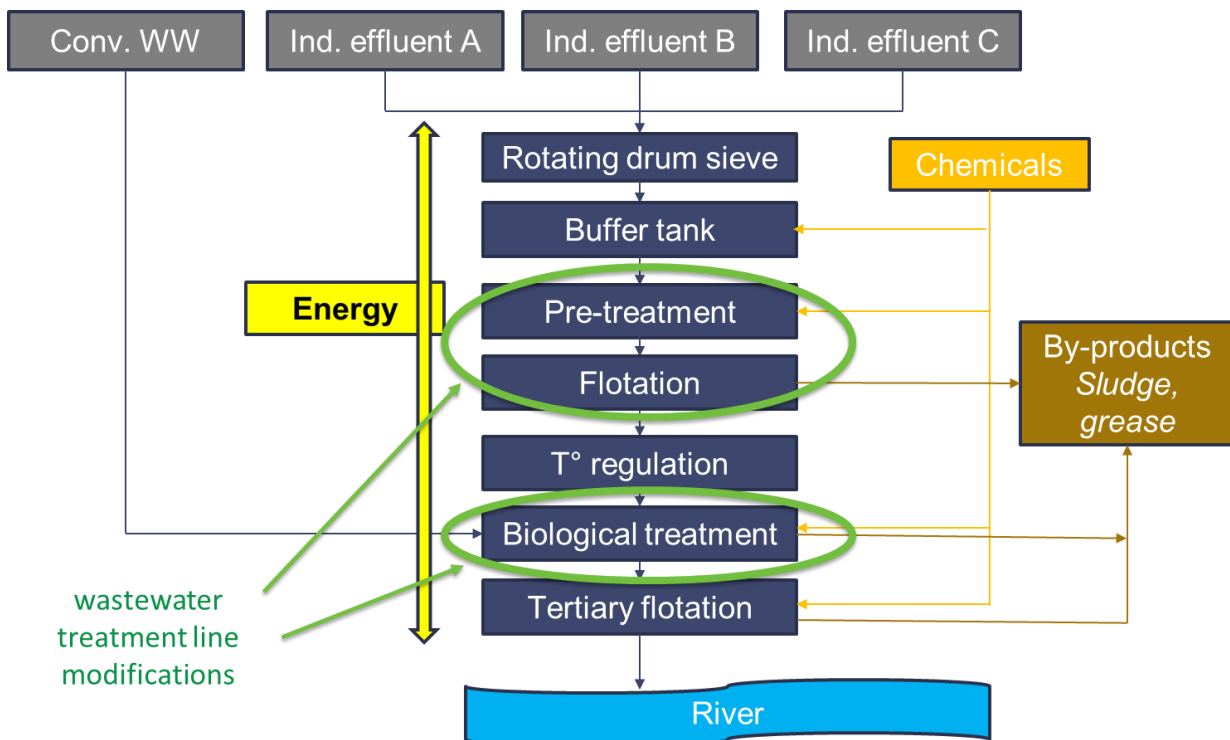 Conv. WW
Ind. effluent A
Ind. effluent B
Ind. effluent C
Rotating drum sieve
Chemicals
Buffer tank
Energy
Pre-treatment
By-products
Sludge,
grease
Flotation
T° regulation
Biological treatment
wastewater
treatment line
modifications
Tertiary flotation
River